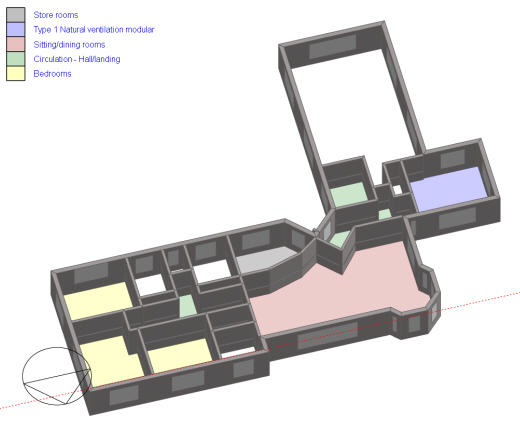 Store rooms
Type 1 Natural ventilation modular
Sitting/dining rooms
Circulation - Hall/landing
Bedrooms